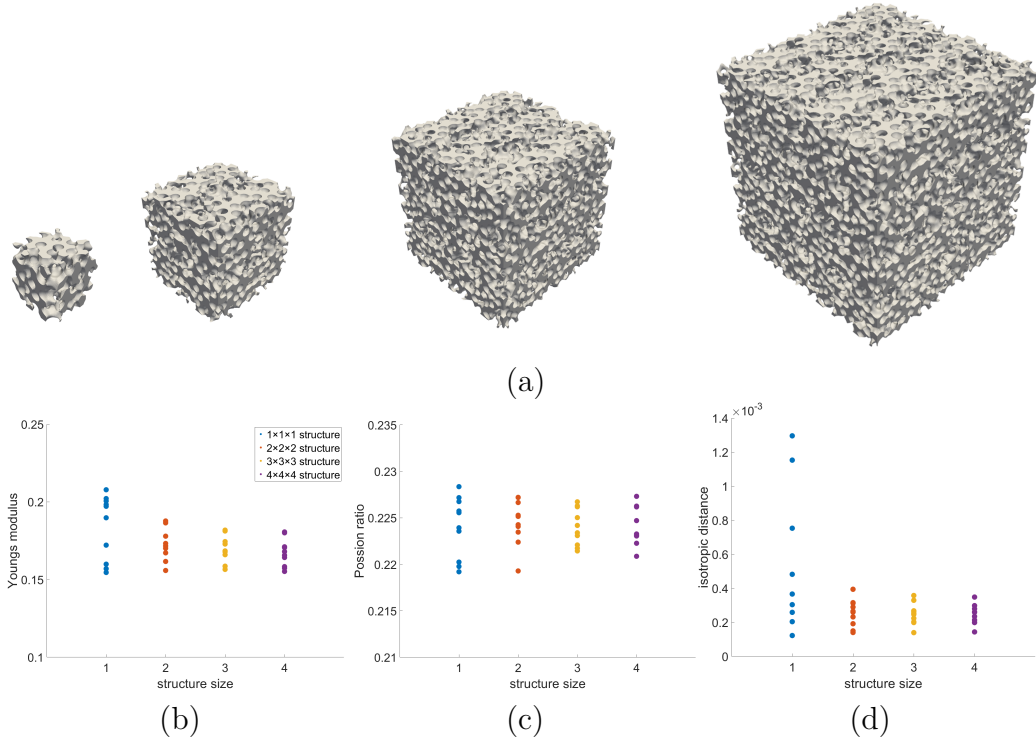 (a)
0.25
0.2
0.15
0.1
Youngs modulus
1×1×1 structure
2×2×2 structure
3×3×3 structure
4×4×4 structure
1 2 3 4
structure size
(b)
0.235
0.23
0.225
0.22
0.215
0.21
Possion ratio
1 2 3 4
structure size
(c)
×10-3
1.4
1.2
1
0.8
0.6
0.4
0.2
0
isotropic distance
1 2 3 4
structure size
(d)